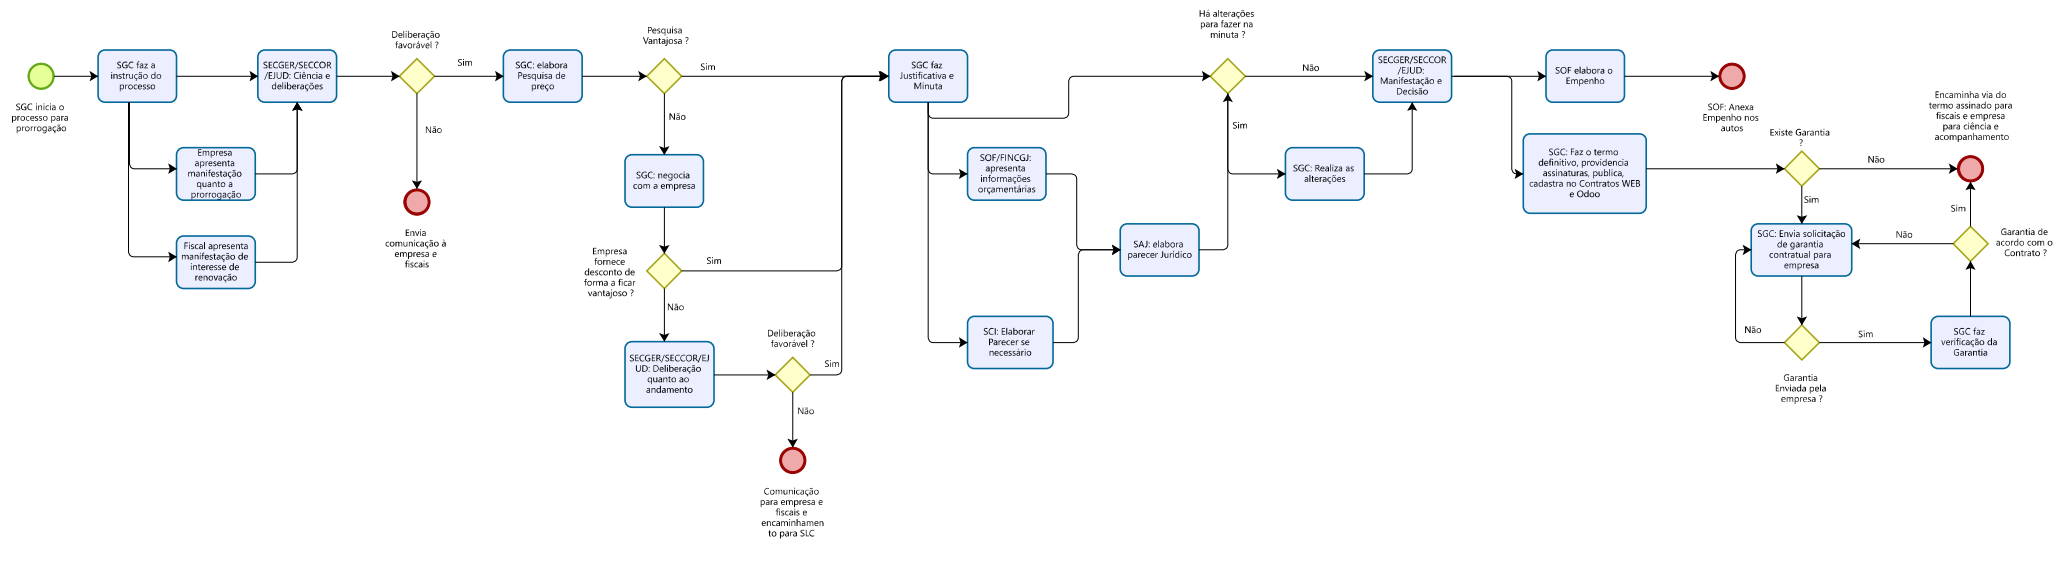 SGC inicia o
processo para
prorrogação
SGC faz a
instrução do
processo
Empresa
apresenta
manifestação
quanto a
prorrogação
Fiscal apresenta
manifestação de
interesse de
renovação
SECGER/SECCOR
/EJUD: Ciência e
deliberações
Deliberação
favorável ?
Sim
Não
Envia
comunicação à
empresa e
fiscais
SGC: elabora
Pesquisa de
preço
Pesquisa
Vantajosa ?
Sim
Não
SGC: negocia
com a empresa
Empresa
fornece
desconto de
forma a ficar
vantajoso ?
Sim
Não
SECGER/SECCOR/EJ
UD: Deliberação
quanto ao
andamento
Deliberação
favorável ?
Sim
Não
Comunicação
para empresa e
fiscais e
encaminhamen
to para SLC
SGC faz
Justificativa e
Minuta
SOF/FINCGJ:
apresenta
informações
orçamentárias
SCI: Elaborar
Parecer se
necessário
SAJ: elabora
parecer Jurídico
Há alterações
para fazer na
minuta ?
Não
Sim
SGC: Realiza as
alterações
SECGER/SECCOR
/EJUD:
Manifestação e
Decisão
SOF elabora o
Empenho
SOF: Anexa
Empenho nos
autos
SGC: Faz o termo
definitivo, providencia
assinaturas, publica,
cadastra no Contratos WEB
e Odoo
Existe Garantia
?
Não
Sim
Encaminha via do
termo assinado para
fiscais e empresa
para ciência e
acompanhamento
SGC: Envia solicitação
de garantia
contratual para
empresa
Não
Sim
Garantia de
acordo com o
Contrato ?
Não
Sim
Garantia
Enviada pela
empresa ?
SGC faz
verificação da
Garantia